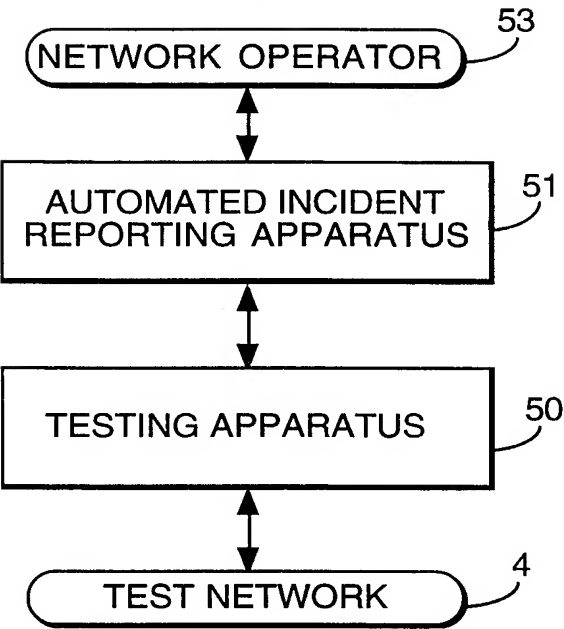 53
NETWORK OPERATOR
51
AUTOMATED INCIDENT
REPORTING APPARATUS
50
TESTING APPARATUS
4
TEST NETWORK